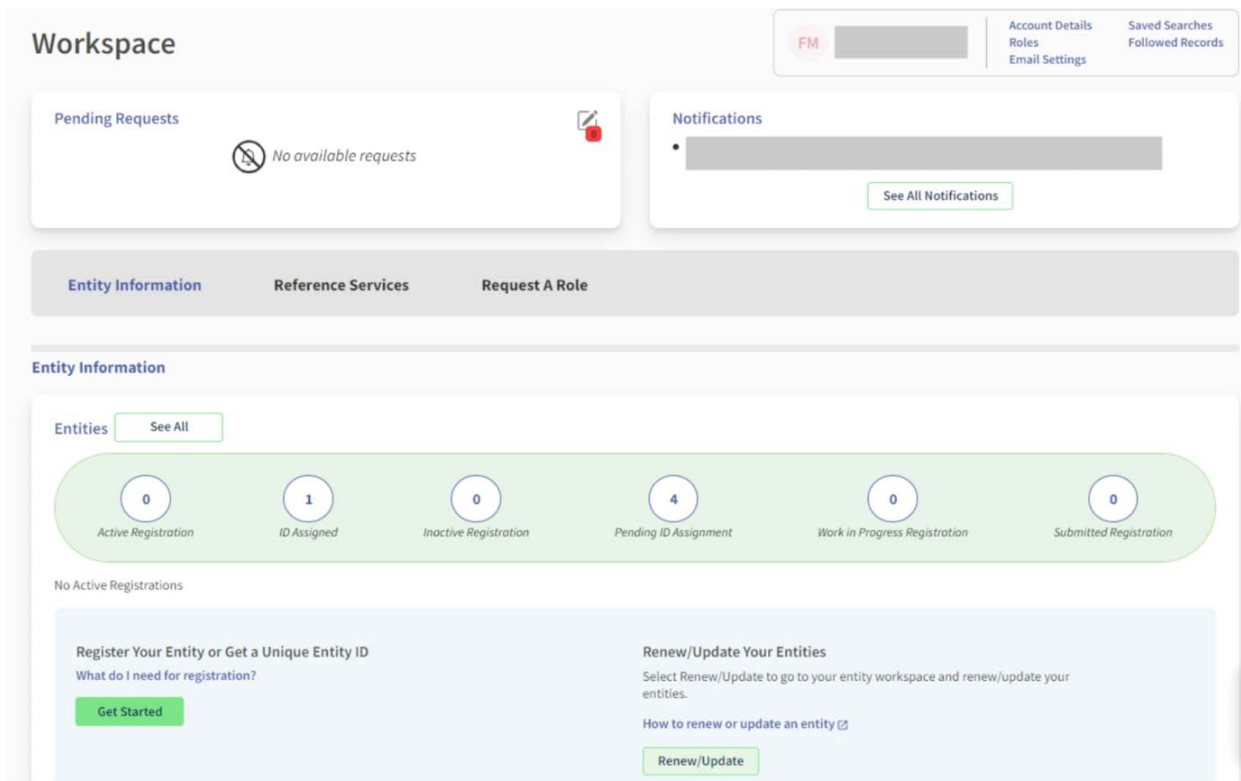 Workspace
FM
Account Details
Roles
Email Settings
Saved Searches
Followed Records
Pending Requests
0
No available requests
Notifications
See All Notifications
Entity Information
Reference Services
Request A Role
Entity Information
Entities
See All
0
Active Registration
1
ID Assigned
0
Inactive Registration
4
Pending ID Assignment
0
Work in Progress Registration
0
Submitted Registration
No Active Registrations
Register Your Entity or Get a Unique Entity ID
What do I need for registration?
Get Started
Renew/Update Your Entities
Select Renew/Update to go to your entity workspace and renew/update your
entities.
How to renew or update an entity
Renew/Update